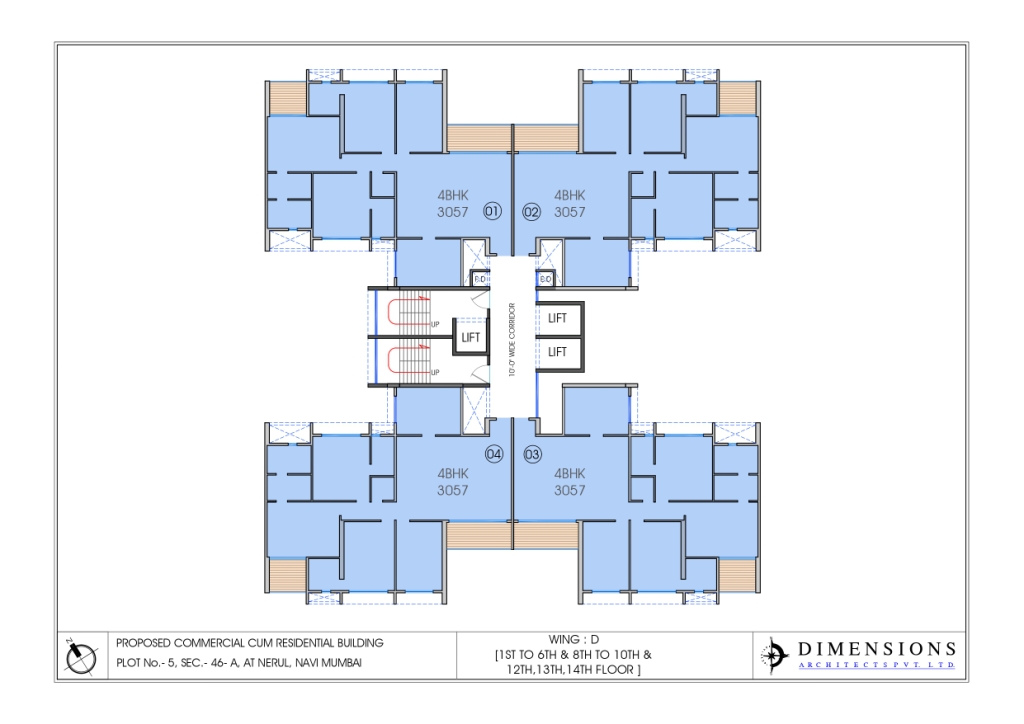 4BHK
3057
01
4BHK
3057
02
E.D
E.D
UP
LIFT
UP
10'-0" WIDE CORRIDOR
LIFT
LIFT
04
4BHK
3057
03
4BHK
3057
N
PROPOSED COMMERCIAL CUM RESIDENTIAL BUILDING
PLOT No.- 5, SEC.- 46- A, AT NERUL, NAVI MUMBAI
WING : D
[1ST TO 6TH & 8TH TO 10TH &
12TH,13TH,14TH FLOOR ]
DIMENSIONS
ARCHITECTS PVT. LTD.